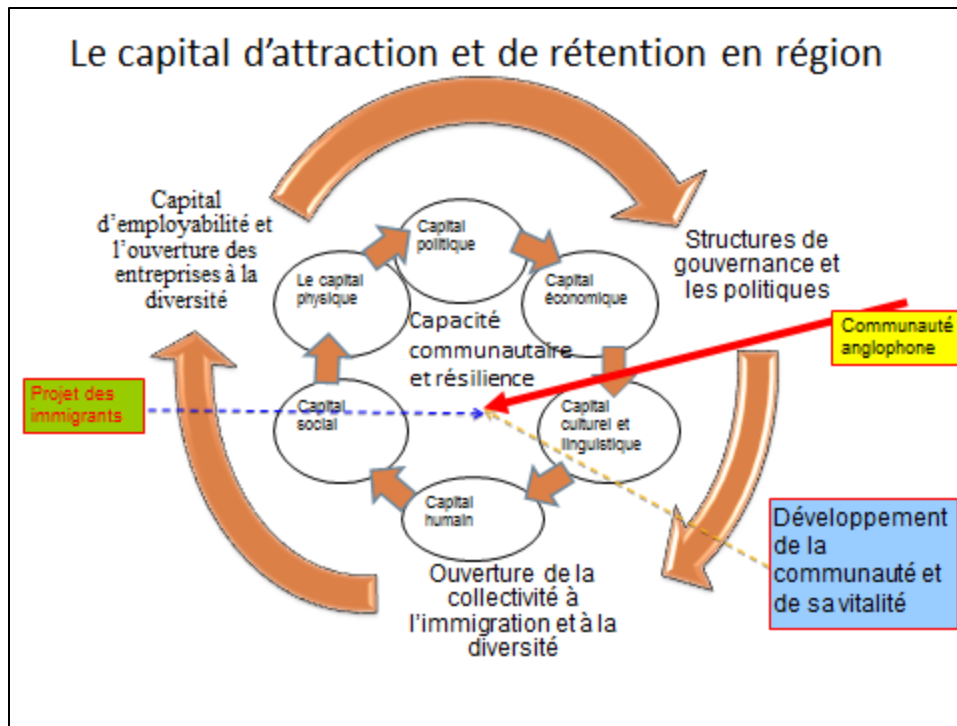 Le capital d’attraction et de rétention en région
Capital
d’employabilité et
l’ouverture des
entreprises à la
diversité
Capital
politique
Le capital
physique
Capital
économique
Structures de
gouvernance et
les politiques
Capacité
communautaire
et résilience
Communauté
anglophone
Projet des
immigrants
Capital
social
Capital
culturel et
linguistique
Capital
humain
Développement
de la
communauté et
de sa vitalité
Ouverture de la
collectivité à
l’immigration et à la
diversité